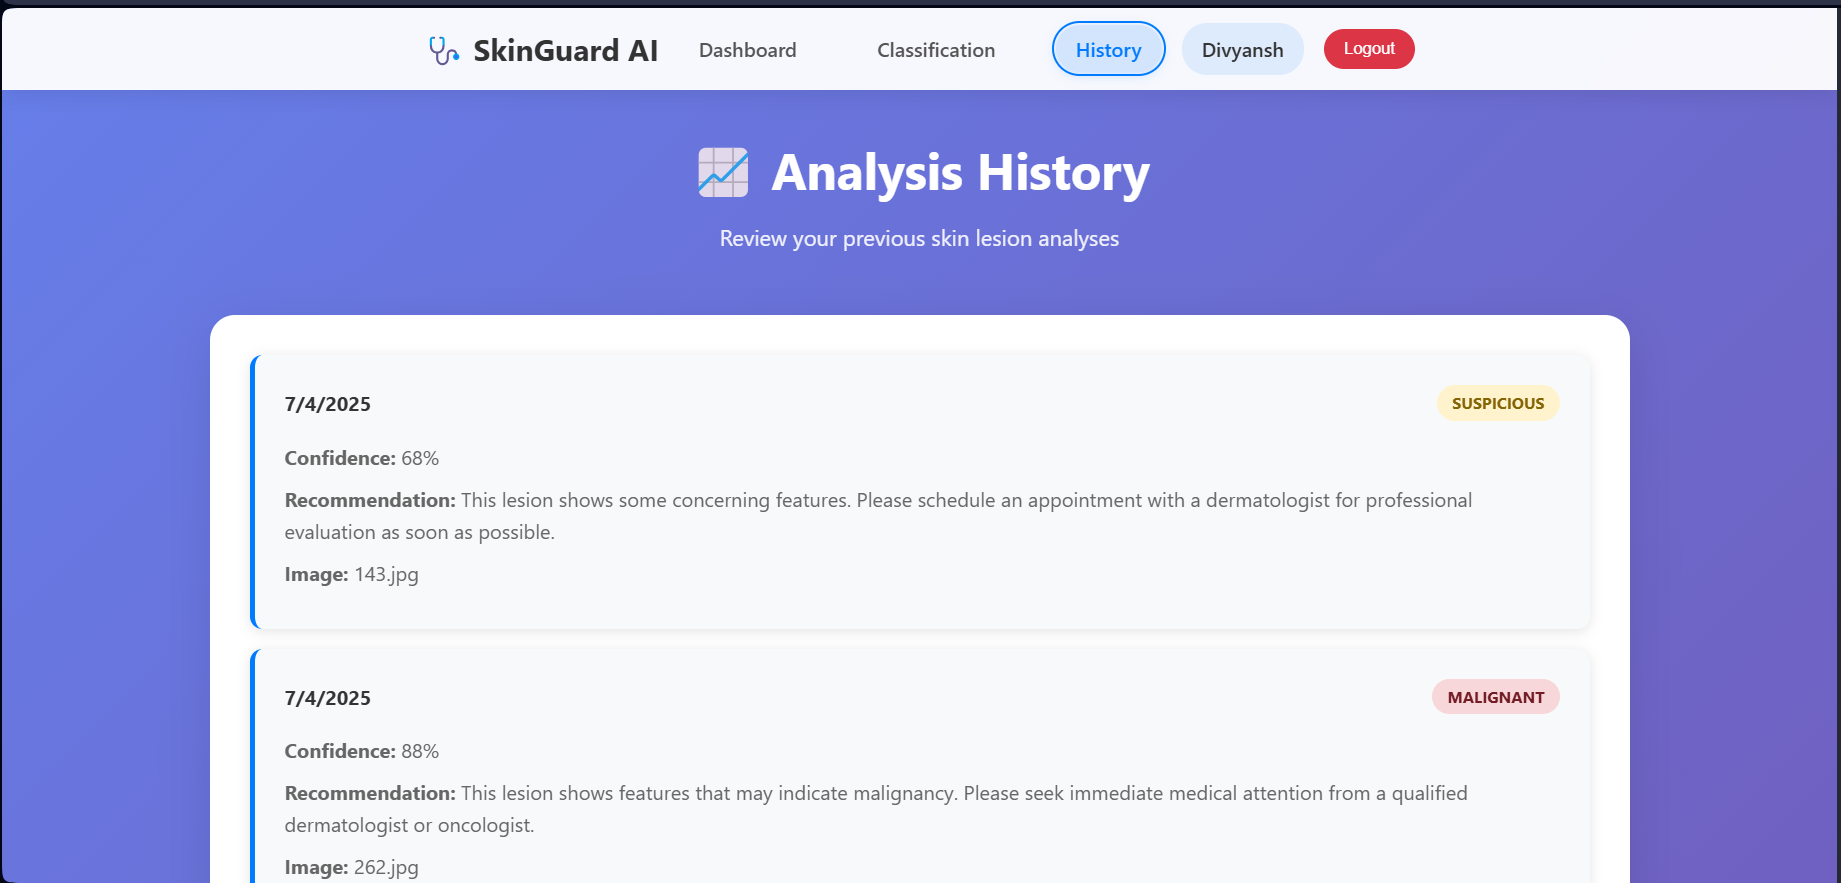 SkinGuard AI Dashboard Classification History Divyansh Logout
Analysis History
Review your previous skin lesion analyses
7/4/2025 SUSPICIOUS
Confidence: 68%
Recommendation: This lesion shows some concerning features. Please schedule an appointment with a dermatologist for professional
evaluation as soon as possible.
Image: 143.jpg
7/4/2025 MALIGNANT
Confidence: 88%
Recommendation: This lesion shows features that may indicate malignancy. Please seek immediate medical attention from a qualified
dermatologist or oncologist.
Image: 262.jpg